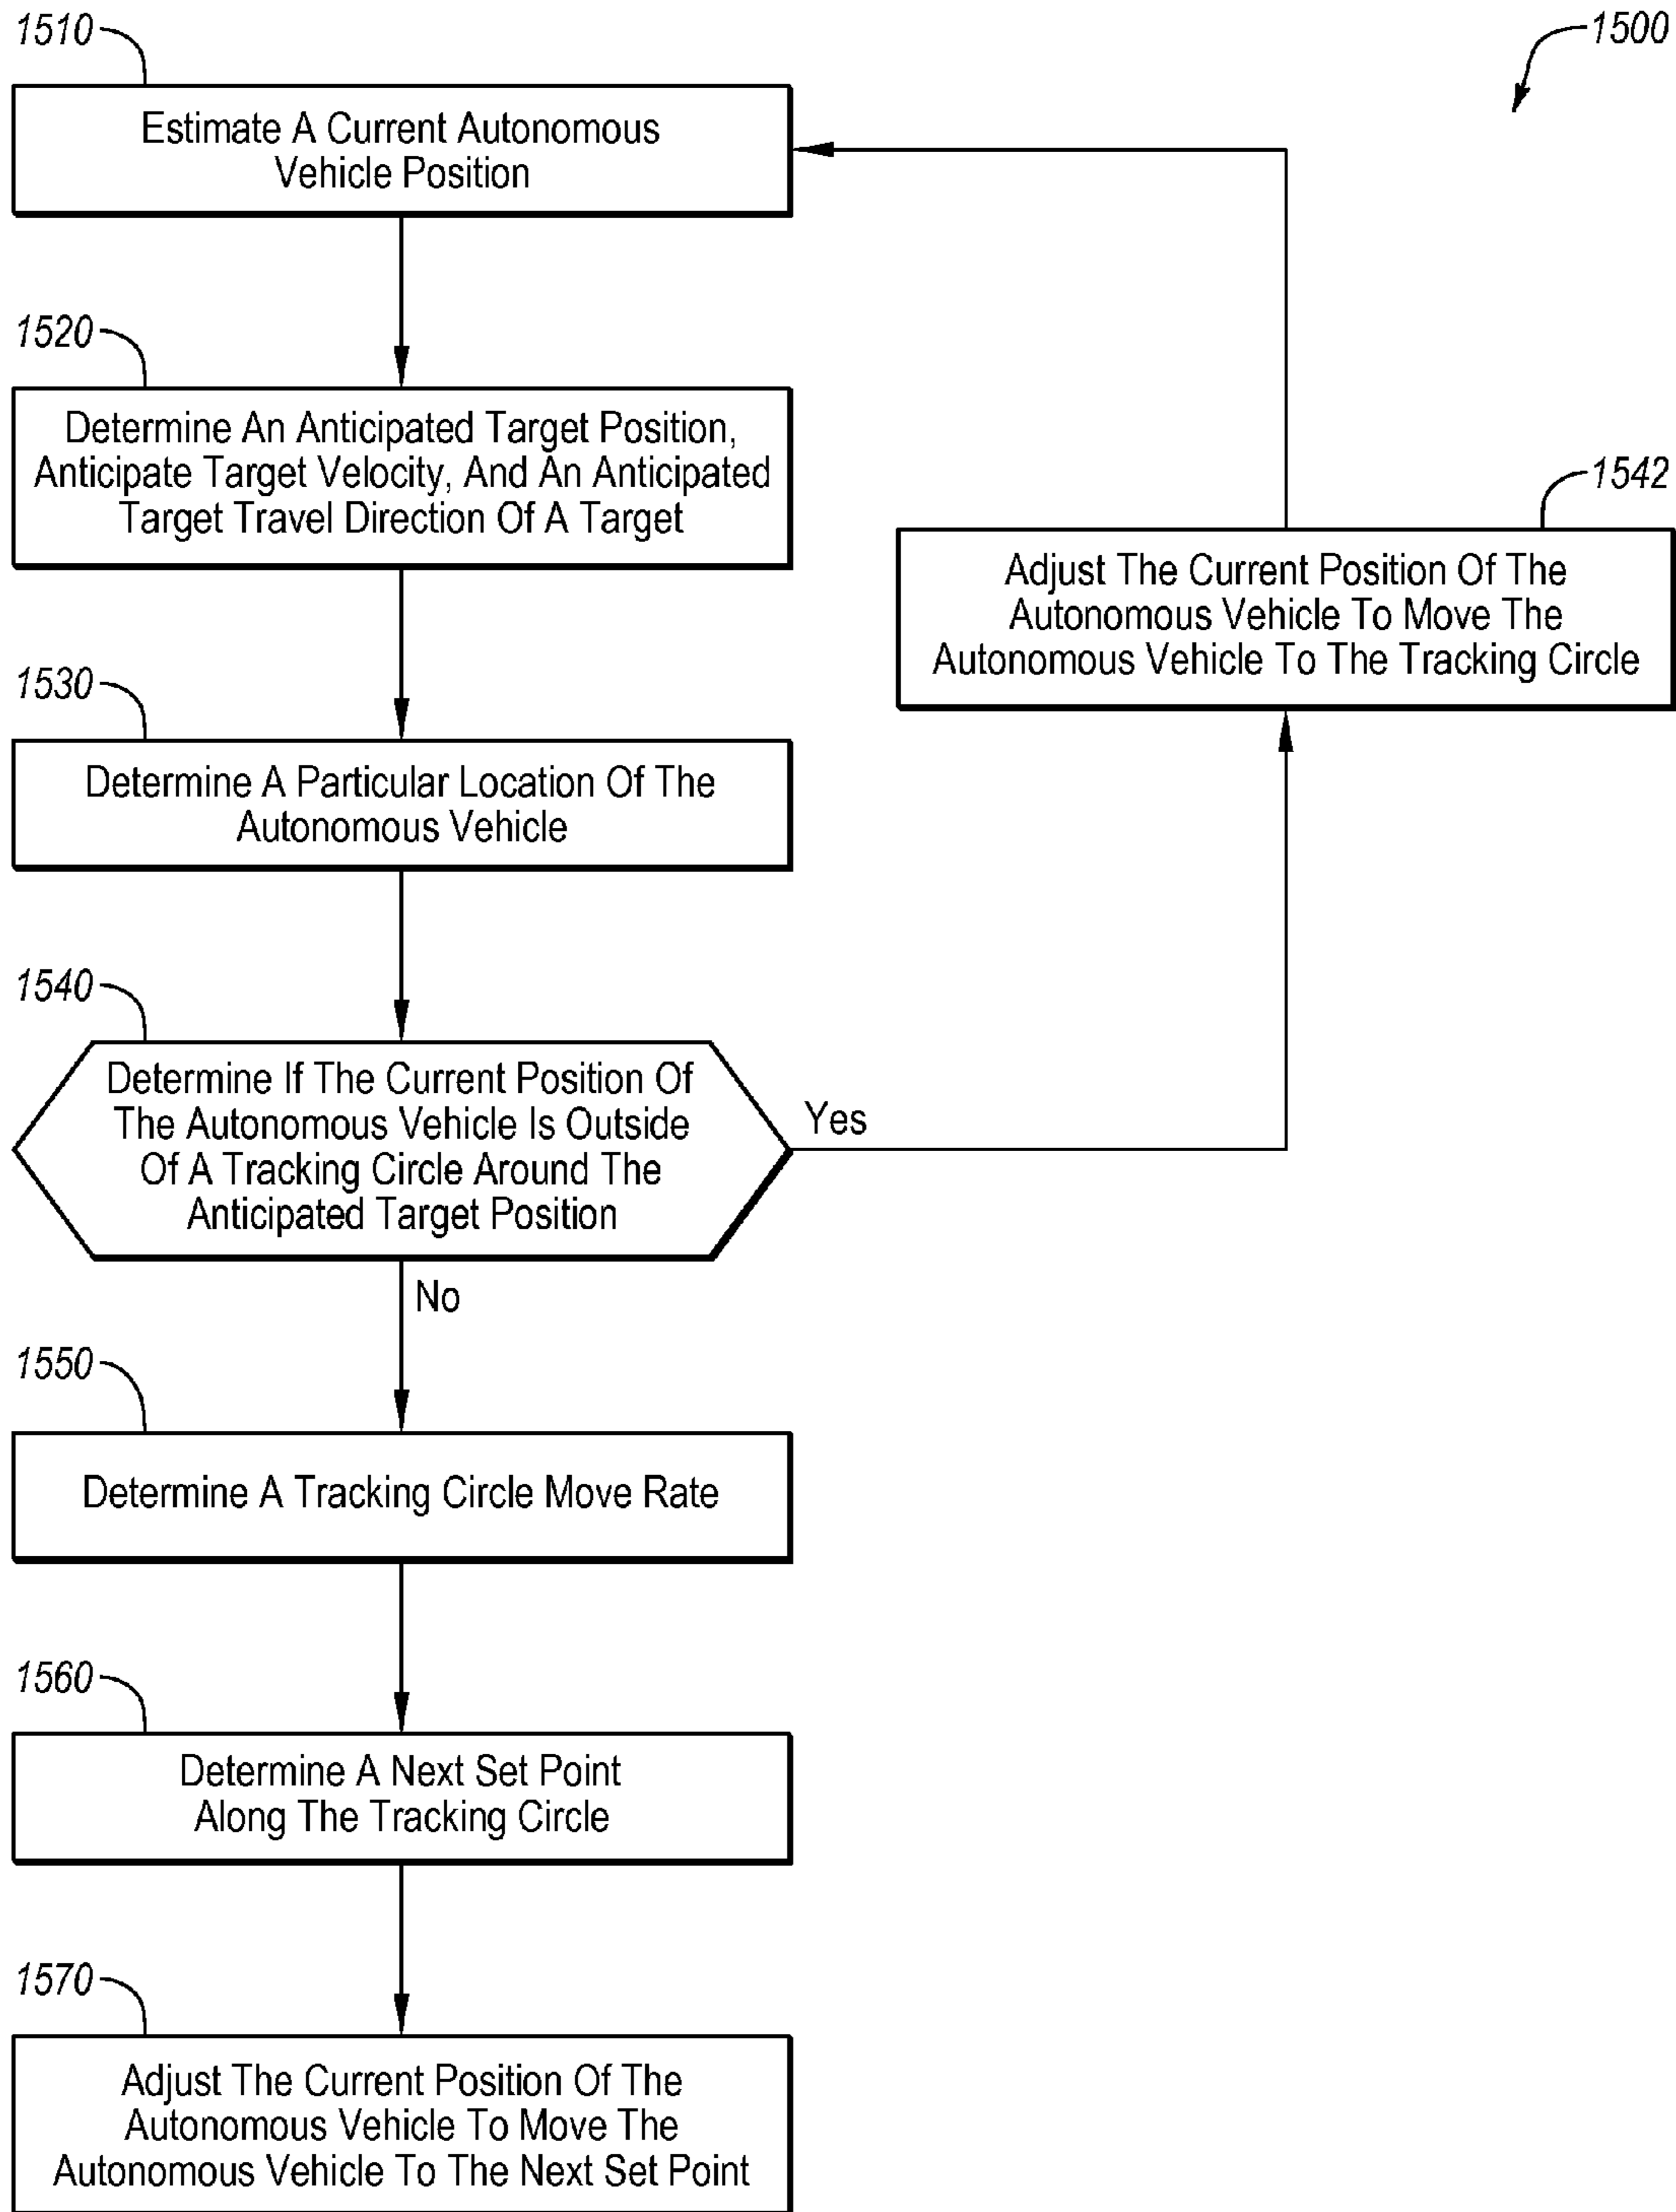 1510
1500
Estimate A Current Autonomous
Vehicle Position
1520
Determine An Anticipated Target Position,
Anticipate Target Velocity, And An Anticipated
Target Travel Direction Of A Target
1542
Adjust The Current Position Of The
Autonomous Vehicle To Move The
Autonomous Vehicle To The Tracking Circle
1530
Determine A Particular Location Of The
Autonomous Vehicle
1540
Determine If The Current Position Of
The Autonomous Vehicle Is Outside
Of A Tracking Circle Around The
Anticipated Target Position
Yes
No
1550
Determine A Tracking Circle Move Rate
1560
Determine A Next Set Point
Along The Tracking Circle
1570
Adjust The Current Position Of The
Autonomous Vehicle To Move The
Autonomous Vehicle To The Next Set Point